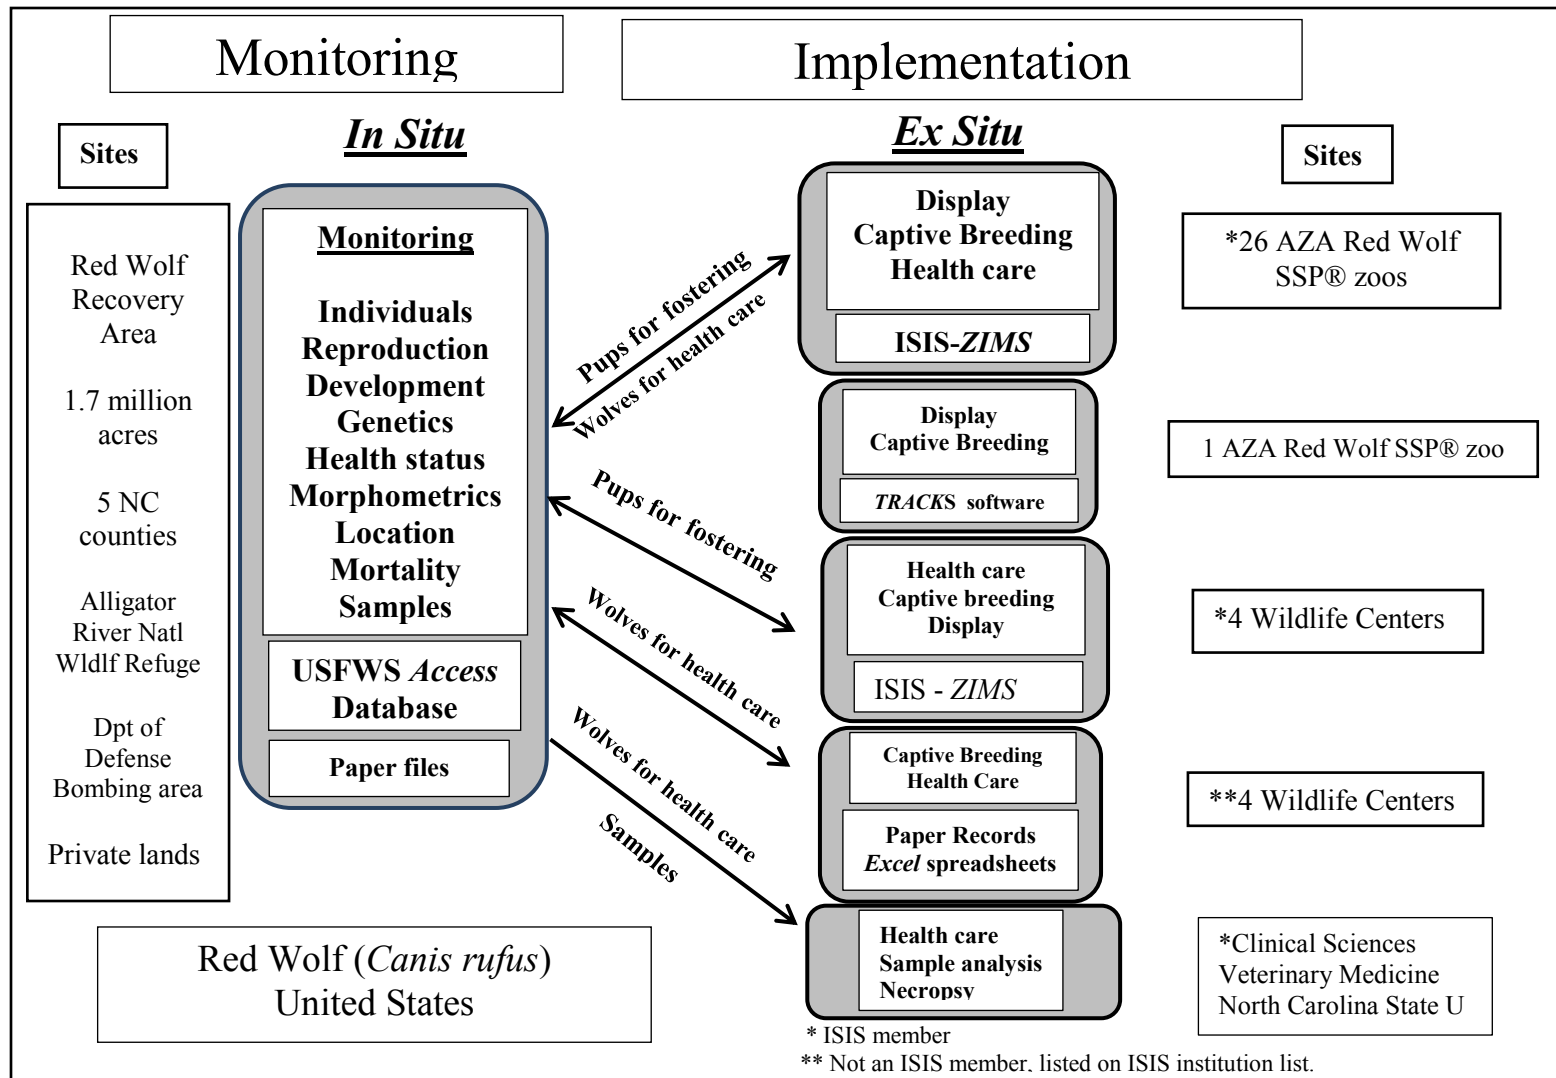 Monitoring
Implementation
Sites
In Situ
Ex Situ
Sites
Red Wolf
Recovery
Area
1.7 million
acres
5 NC
counties
Alligator
River Natl
Wldlf Refuge
Dpt of
Defense
Bombing area
Private lands
Monitoring
Individuals
Reproduction
Development
Genetics
Health status
Morphometrics
Location
Mortality
Samples
USFWS Access
Database
Paper files
Pups for fostering
Wolves for health care
Pups for fostering
Wolves for health care
Wolves for health care
Samples
Display
Captive Breeding
Health care
ISIS-ZIMS
Display
Captive Breeding
TRACKS software
Health care
Captive breeding
Display
ISIS - ZIMS
Captive Breeding
Health Care
Paper Records
Excel spreadsheets
Health care
Sample analysis
Necropsy
*26 AZA Red Wolf
SSP® zoos
1 AZA Red Wolf SSP® zoo
*4 Wildlife Centers
**4 Wildlife Centers
*Clinical Sciences
Veterinary Medicine
North Carolina State U
Red Wolf (Canis rufus)
United States
* ISIS member
** Not an ISIS member, listed on ISIS institution list.